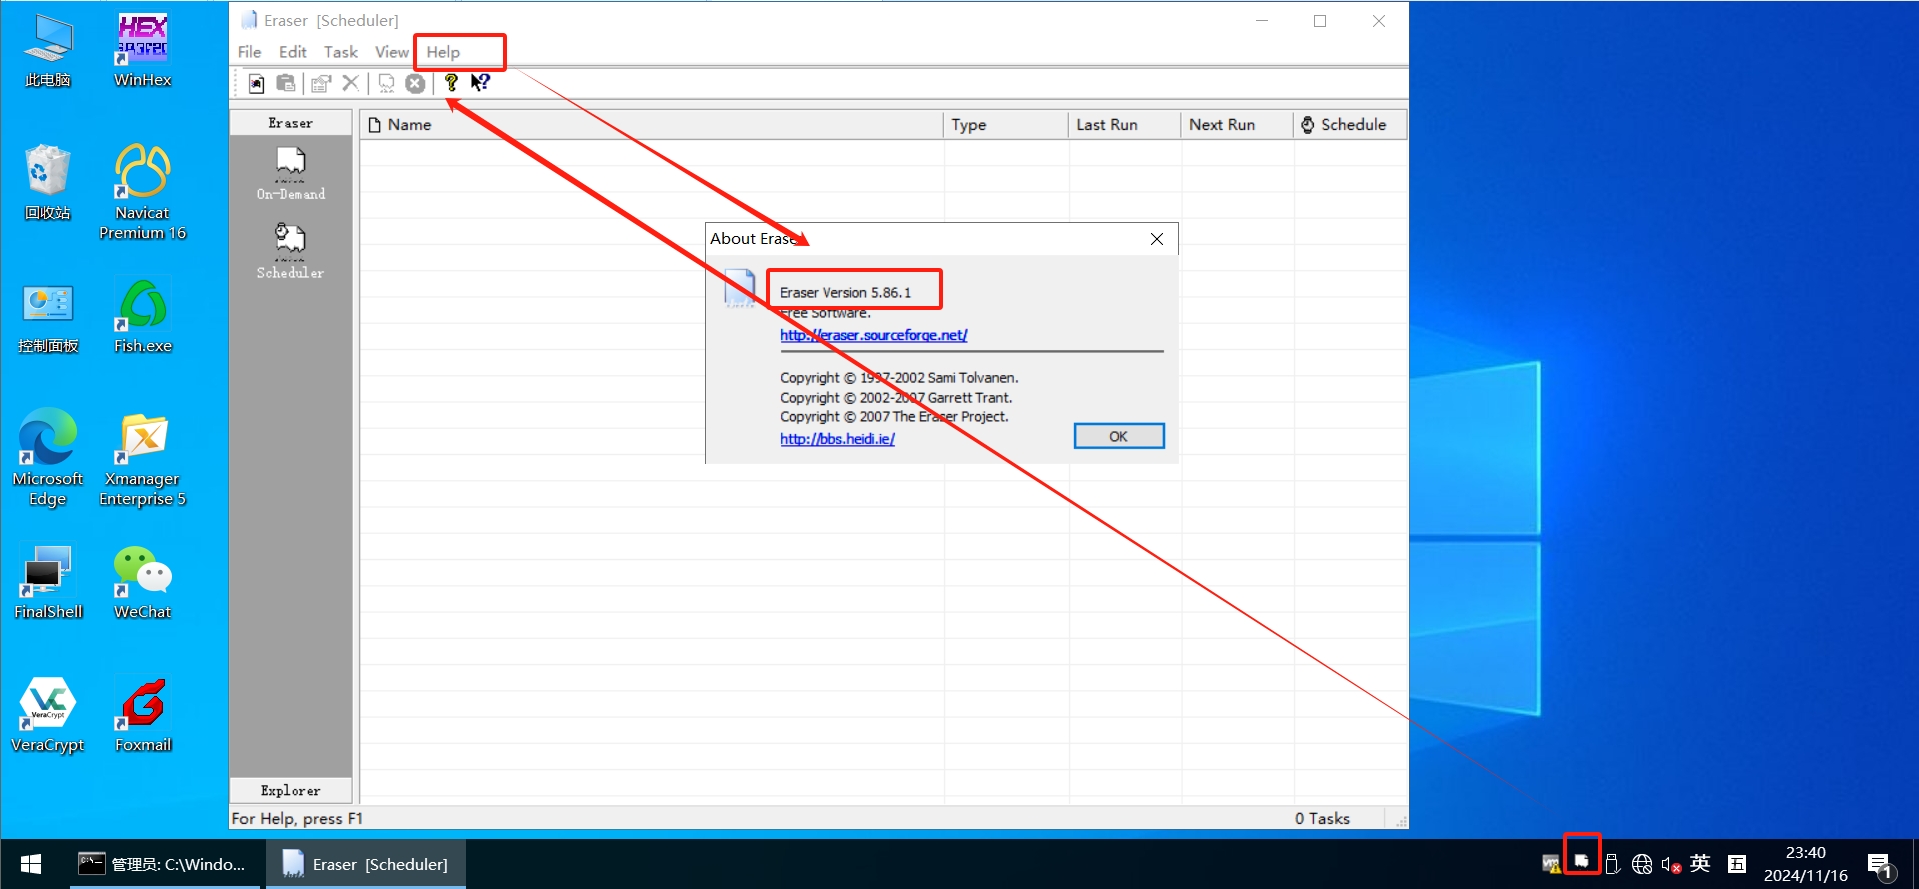 Eraser [Scheduler]
File Edit Task View Help
此电脑
WinHex
回收站
Navicat
Premium 16
控制面板
Fish.exe
Microsoft
Edge
Xmanager
Enterprise 5
FinalShell
WeChat
VeraCrypt
VeraCrypt
Foxmail
Eraser
On-Demand
Scheduler
Explorer
Name Type Last Run Next Run Schedule
About Eraser
Eraser Version 5.86.1
Free Software.
http://eraser.sourceforge.net/
Copyright © 1997-2002 Sami Tolvanen.
Copyright © 2002-2007 Garrett Trant.
Copyright © 2007 The Eraser Project.
http://bbs.heidi.ie/
OK
For Help, press F1
0 Tasks
管理员: C:\Windo...
Eraser [Scheduler]
英
五
23:40
2024/11/16
1